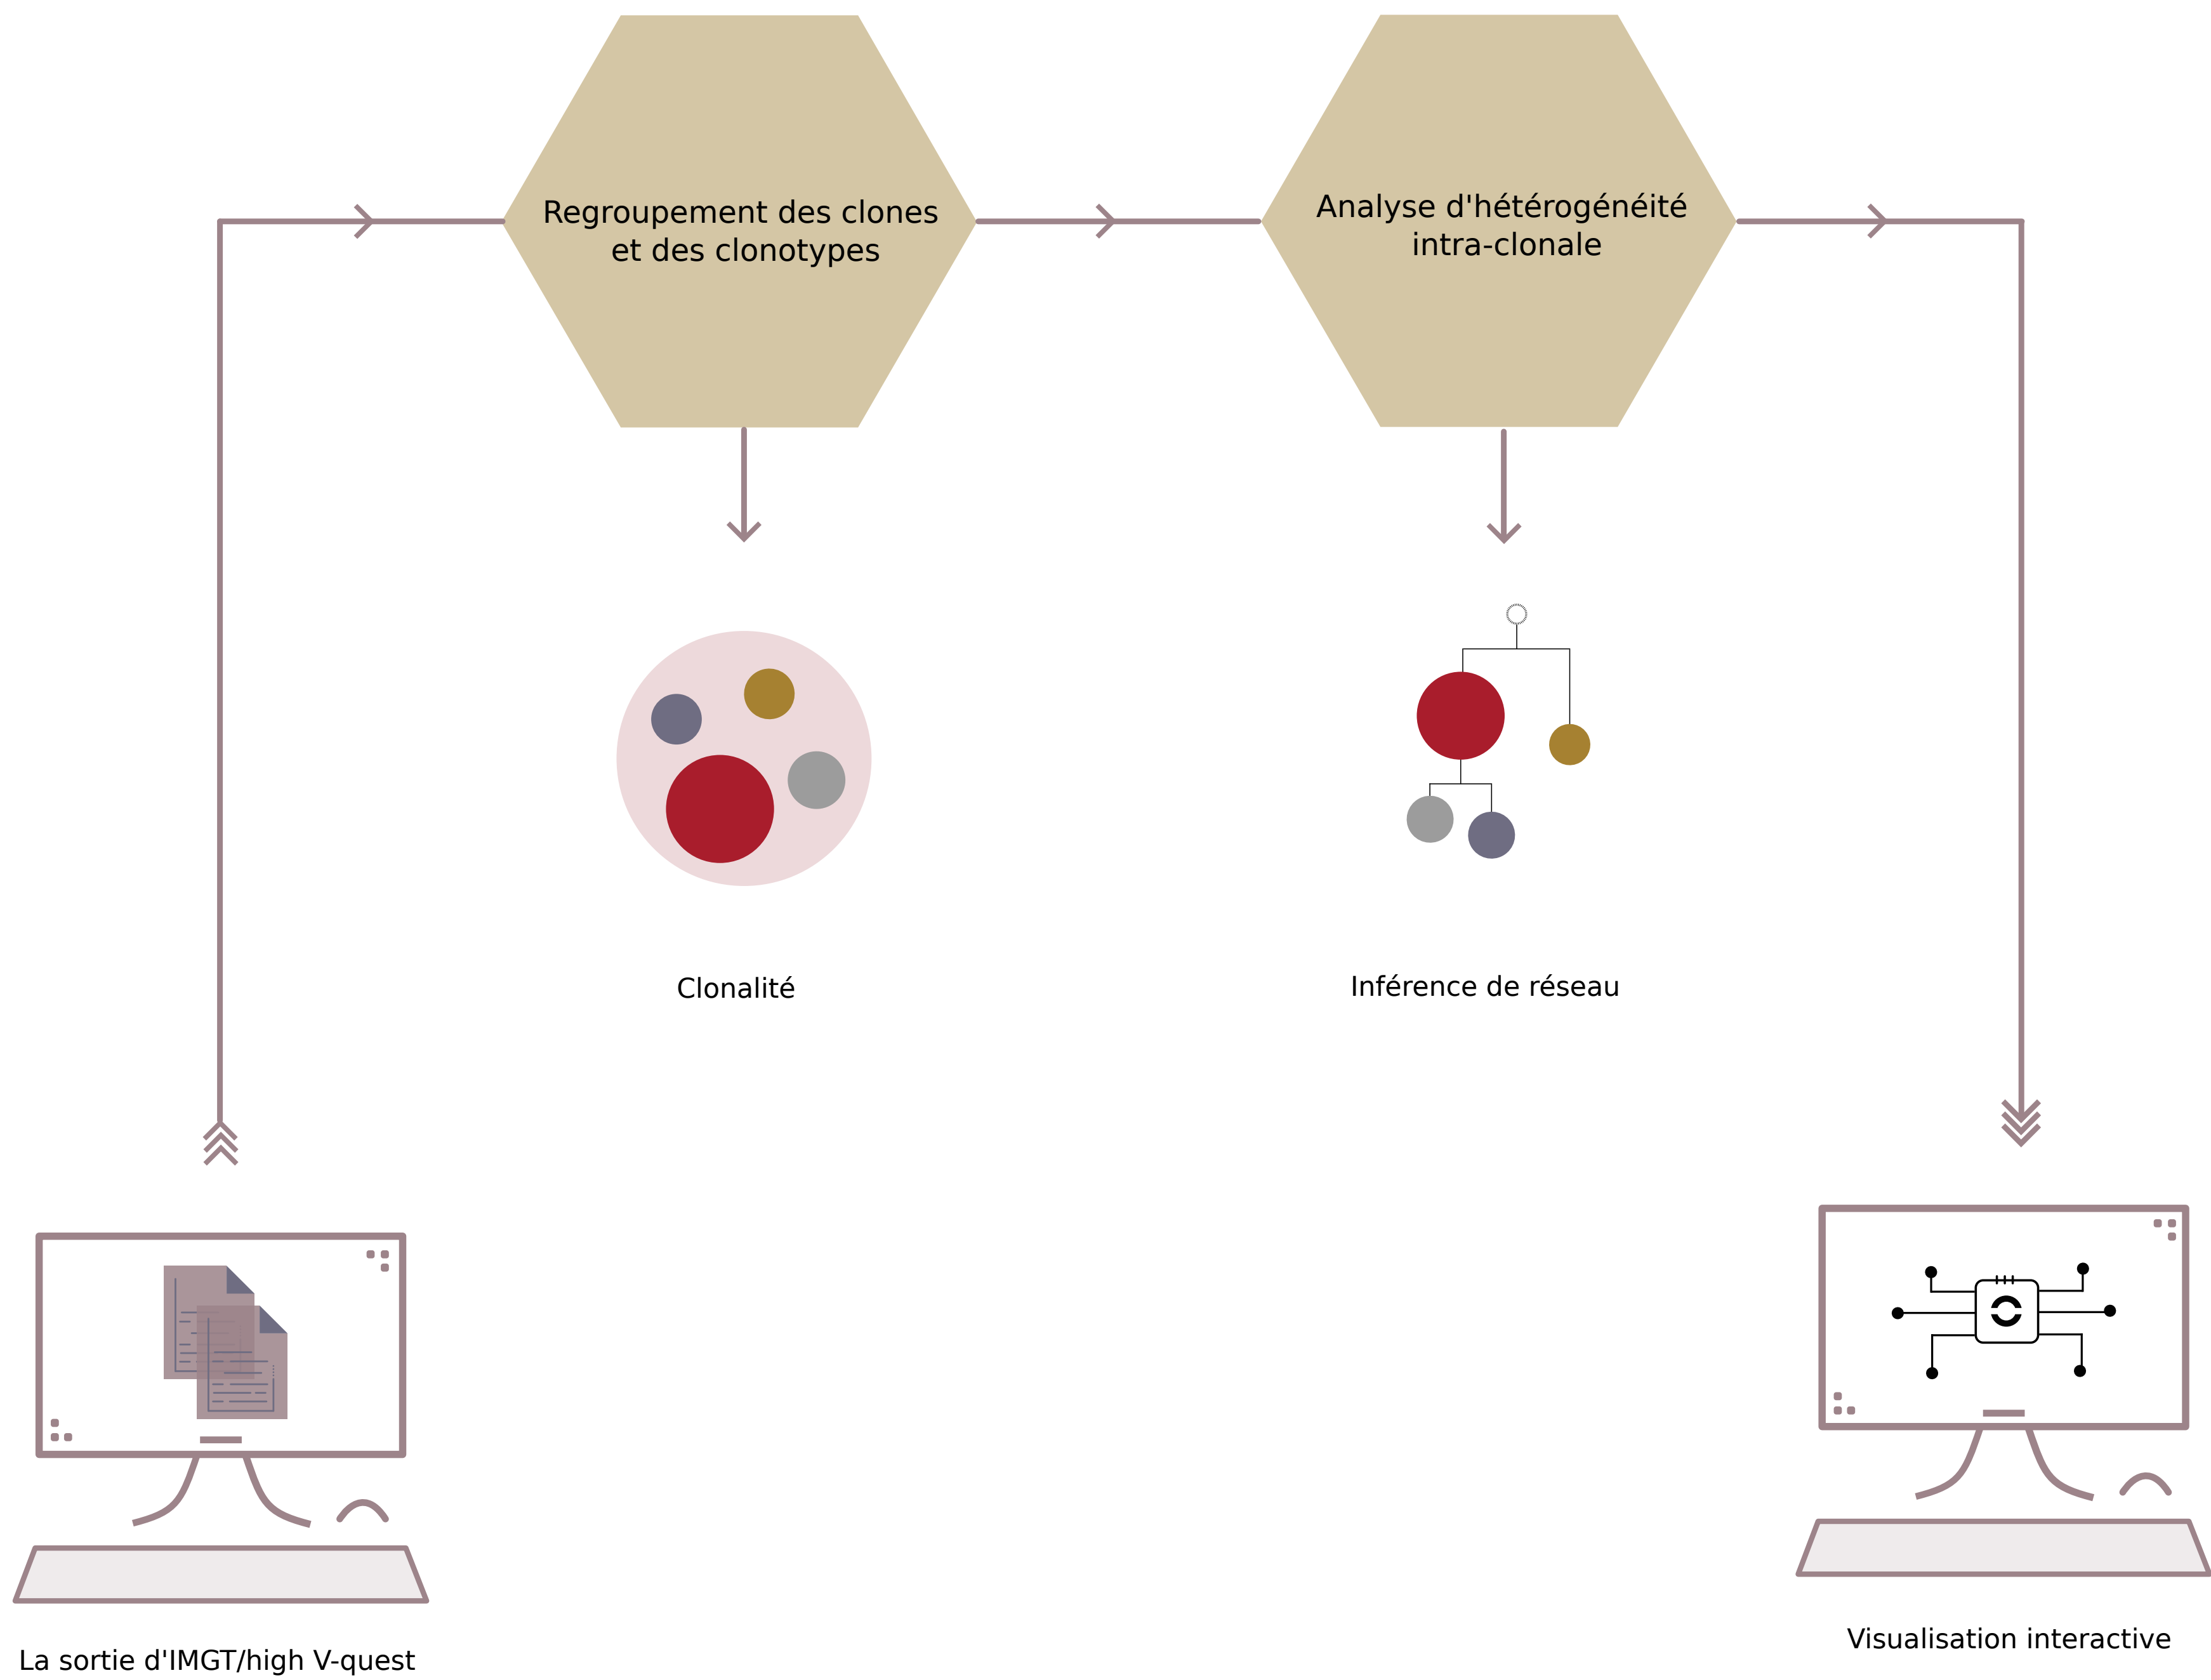 Regroupement des clones
et des clonotypes
Analyse d'hétérogénéité
intra-clonale
Clonalité
Inférence de réseau
La sortie d'IMGT/high V-quest
Visualisation interactive